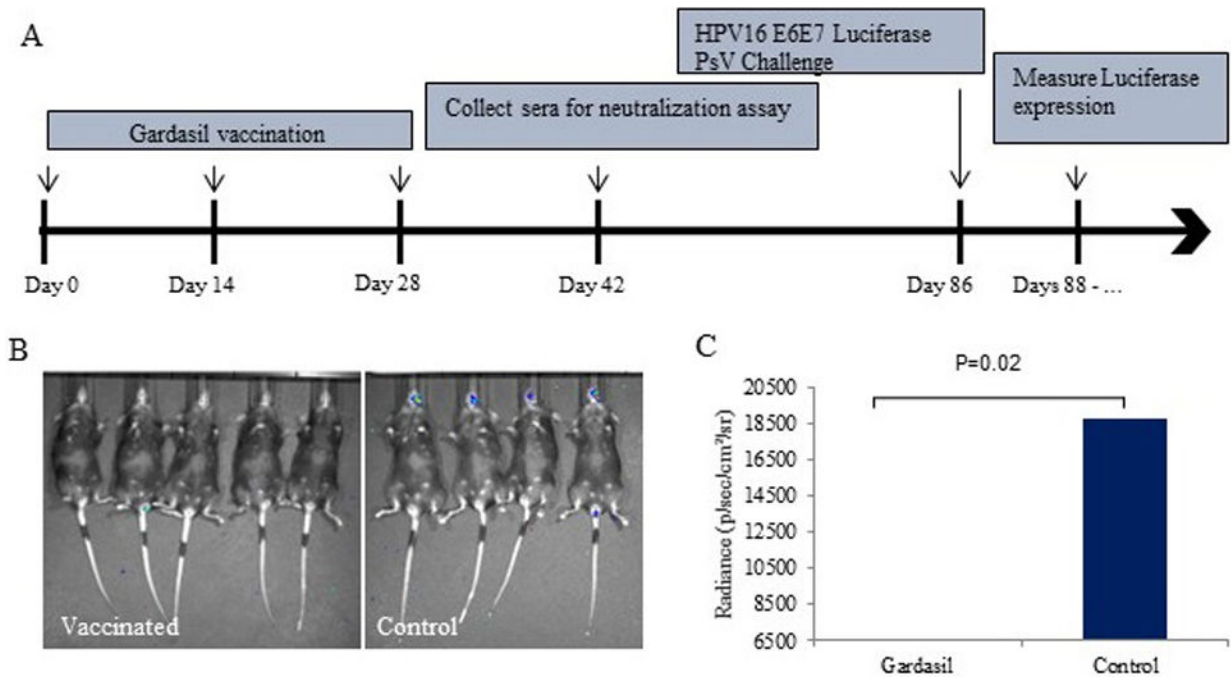 A
Gardasil vaccination
Collect sera for neutralization assay
HPV16 E6E7 Luciferase
PsV Challenge
Measure Luciferase
expression
Day 0
Day 14
Day 28
Day 42
Day 86
Days 88 - ...
B
Vaccinated
Control
C
P=0.02
Radiance (p/sec/cm²/sr)
20500
18500
16500
14500
12500
10500
8500
6500
Gardasil
Control